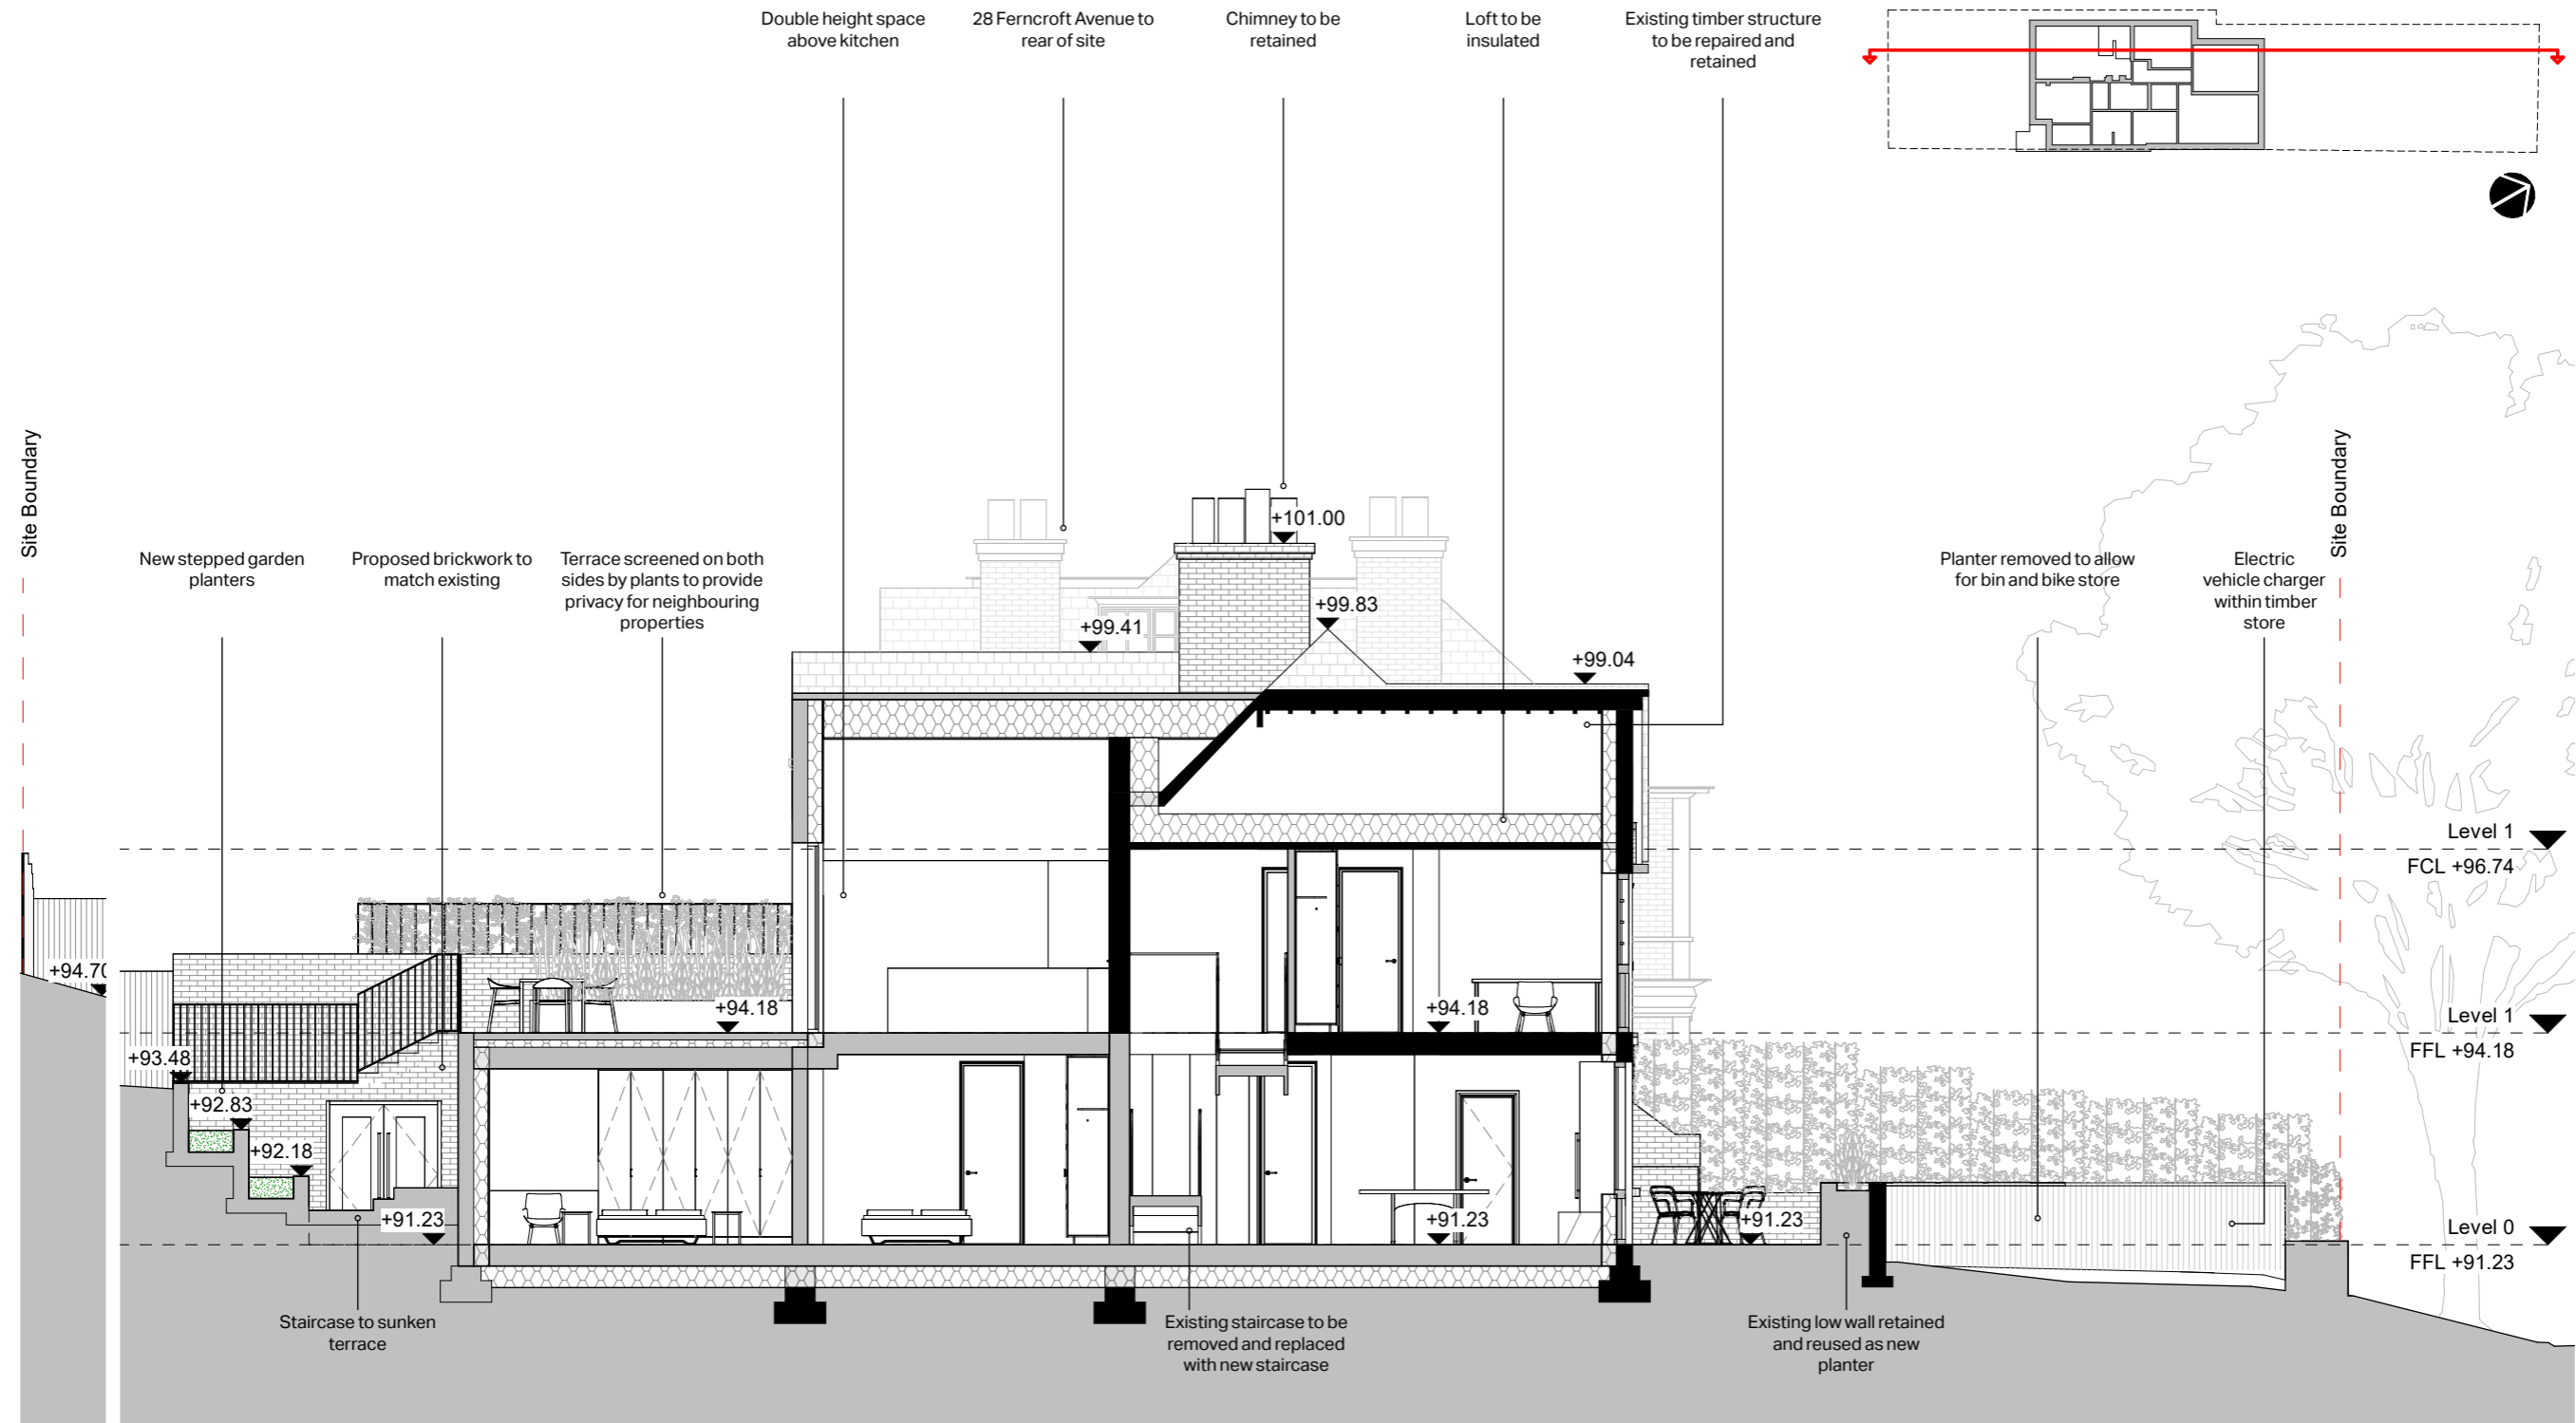 Double height space
above kitchen
28 Ferncroft Avenue to
rear of site
Chimney to be
retained
Loft to be
insulated
Existing timber structure
to be repaired and
retained
Site Boundary
Site Boundary
+101.00
+99.83
+99.41
+99.04
New stepped garden
planters
Proposed brickwork to
match existing
Terrace screened on both
sides by plants to provide
privacy for neighbouring
properties
Planter removed to allow
for bin and bike store
Electric
vehicle charger
within timber
store
Level 1
FCL +96.74
+94.70
+94.18
+94.18
Level 1
FFL +94.18
+93.48
+92.83
+92.18
+91.23
+91.23
+91.23
Level 0
FFL +91.23
Staircase to sunken
terrace
Existing staircase to be
removed and replaced
with new staircase
Existing low wall retained
and reused as new
planter